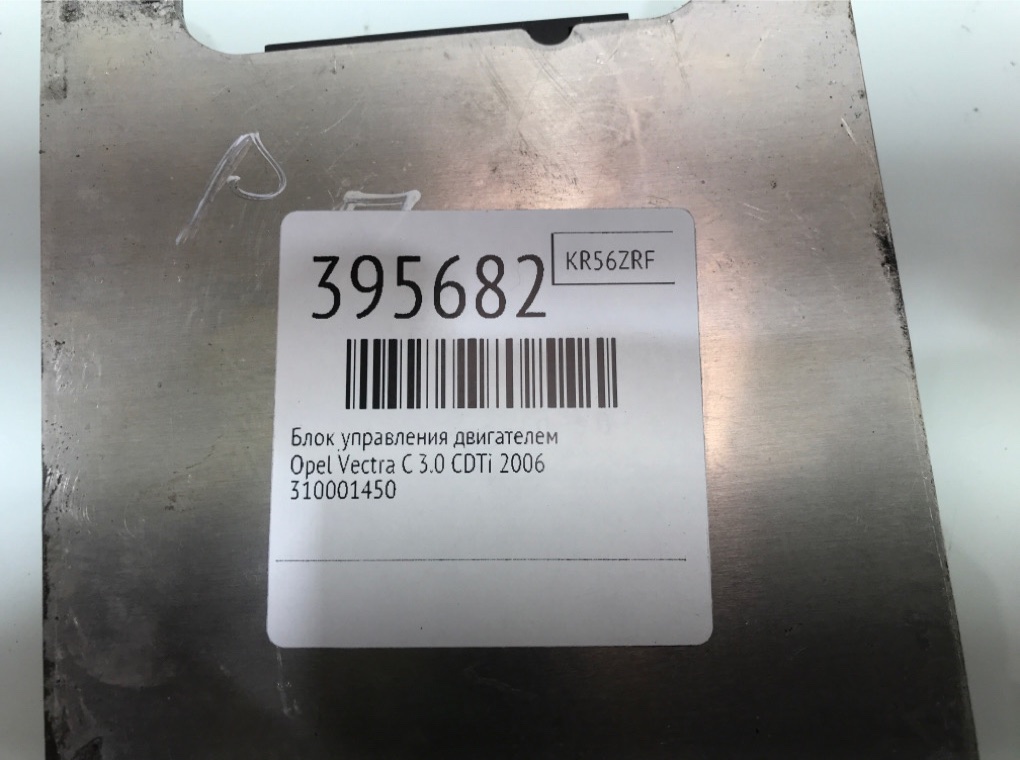 395682
KR56ZRF
Блок управления двигателем
Opel Vectra C 3.0 CDTi 2006
310001450